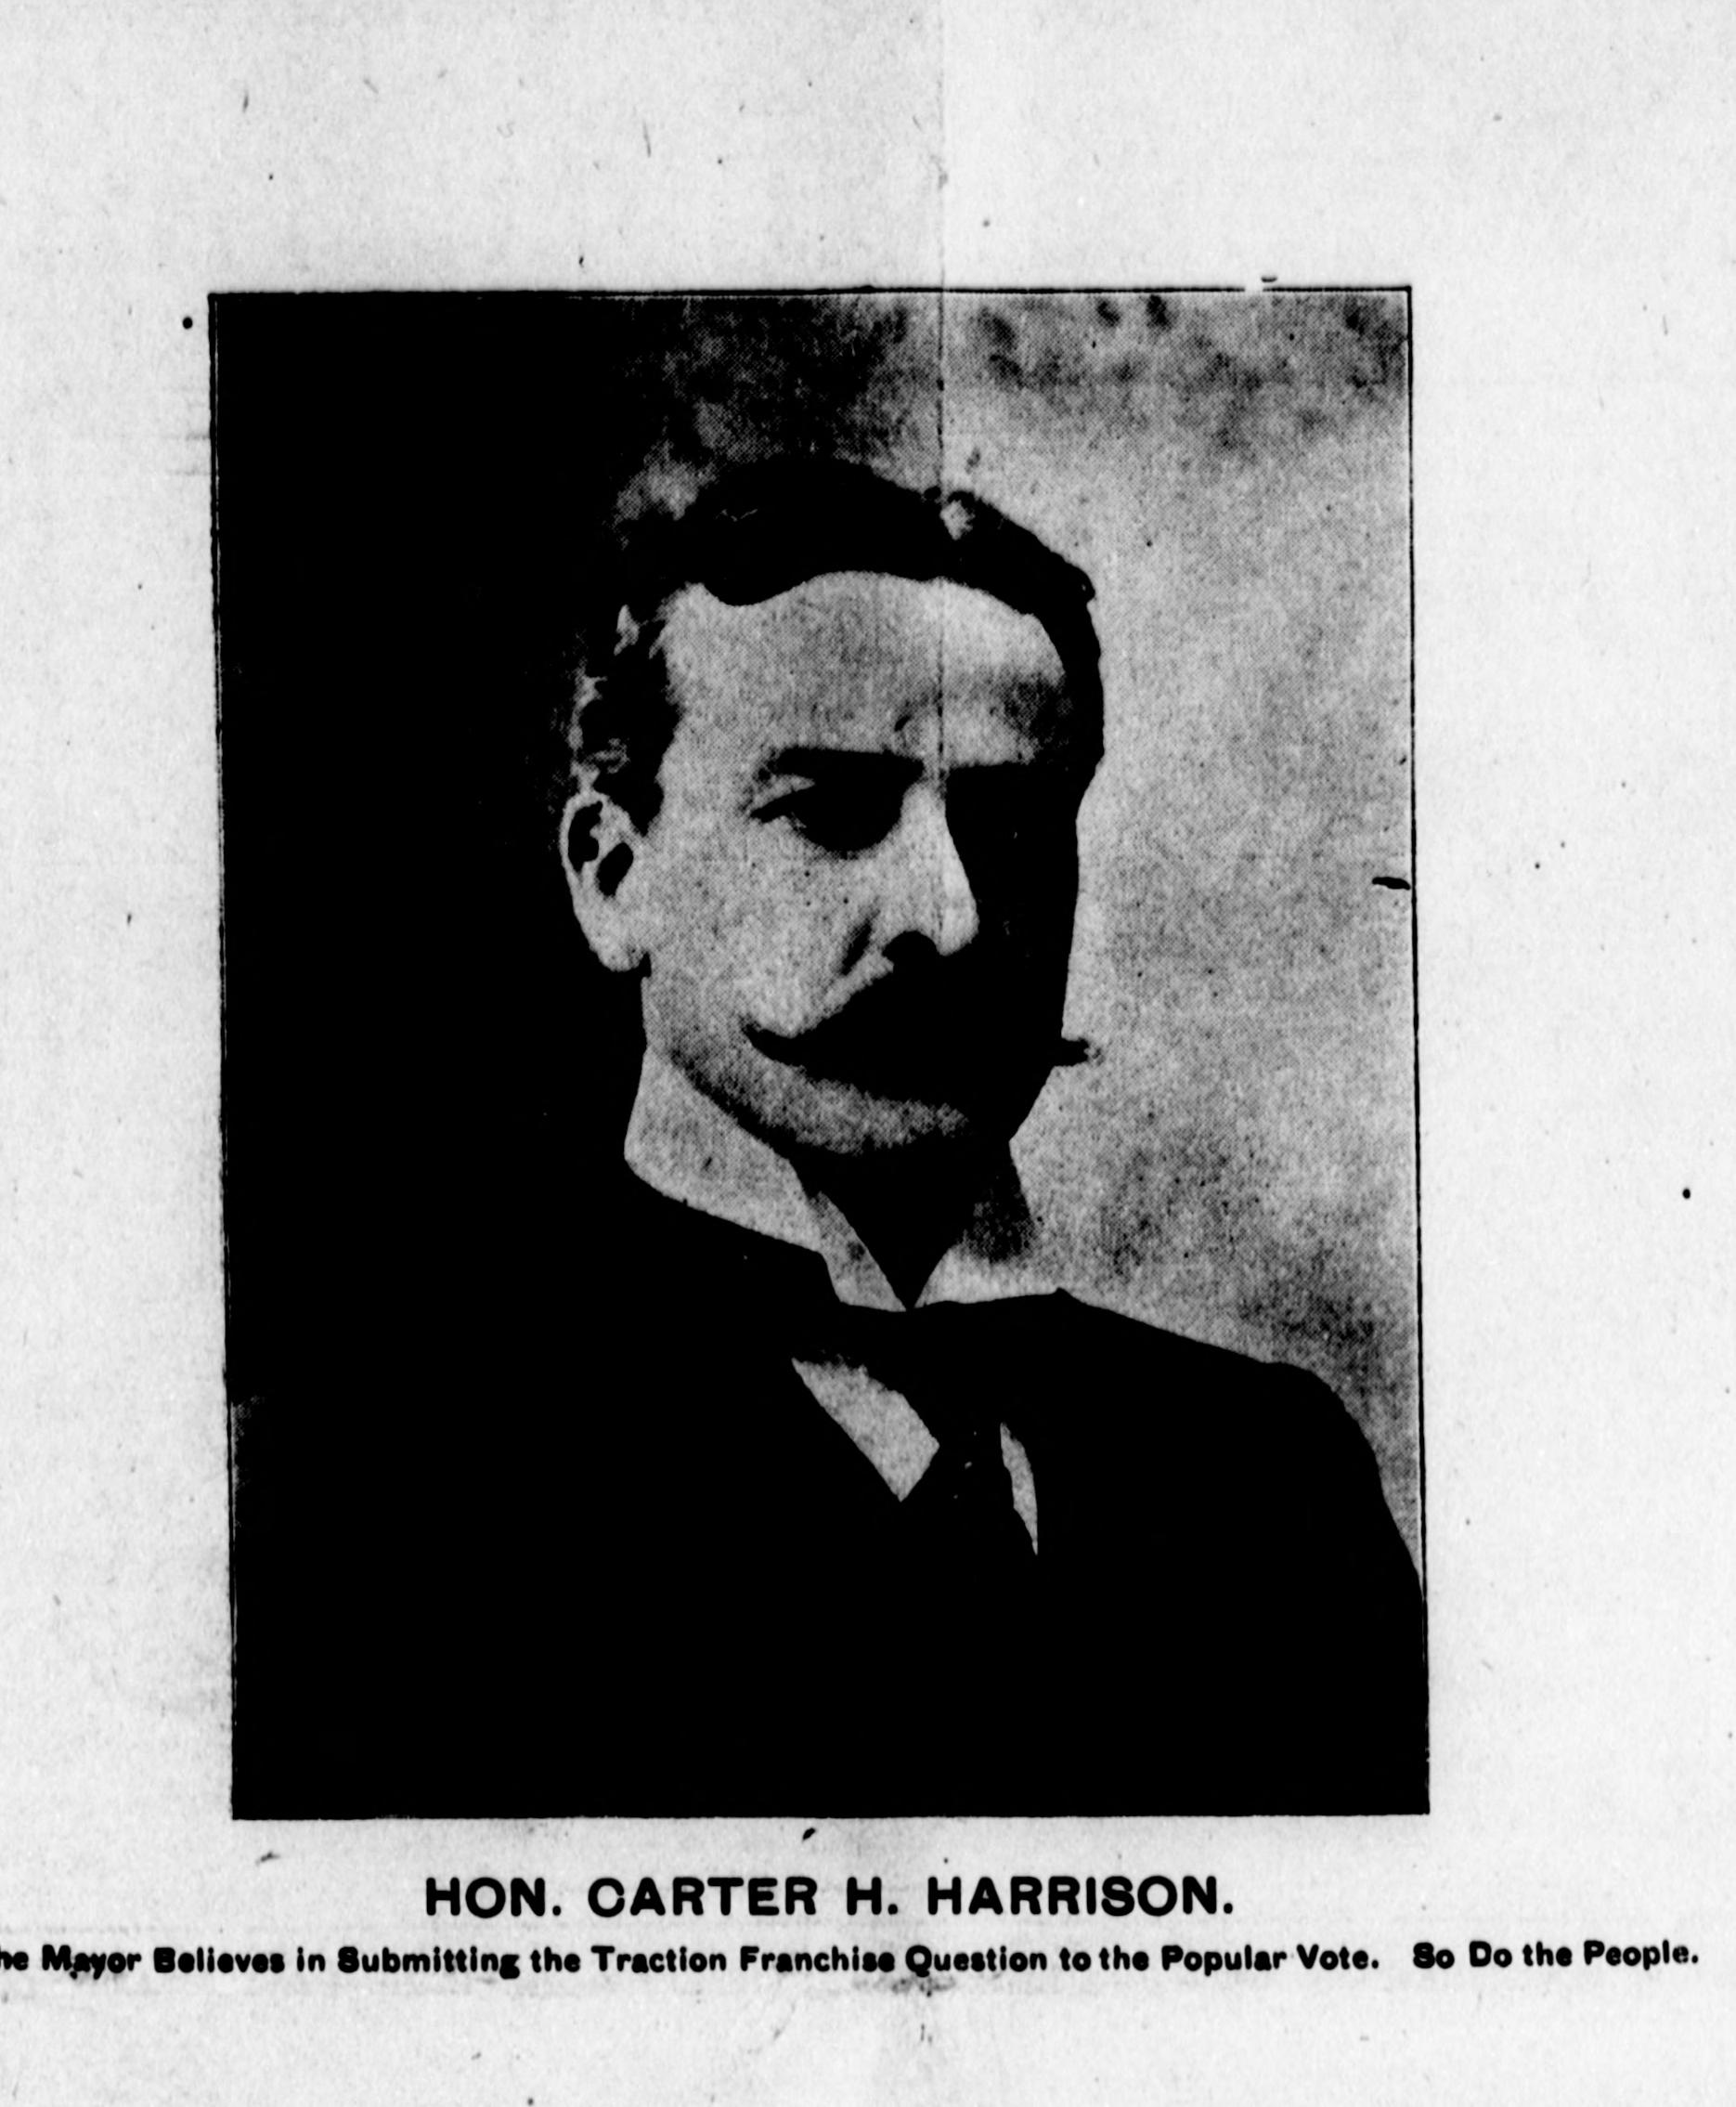 HON. CARTER H. HARRISON.
he Mayor Believes in Submitting the Traction Franchise Question to the Popular Vote. So Do the People.